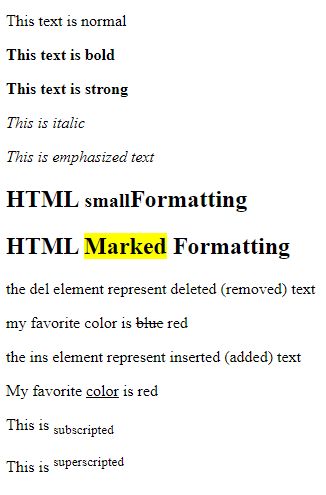 This text is normal
This text is bold
This text is strong
This is italic
This is emphasized text
HTML smallFormatting
HTML Marked Formatting
the del element represent deleted (removed) text
my favorite color is blue red
the ins element represent inserted (added) text
My favorite color is red
This is subscripted
This is superscripted